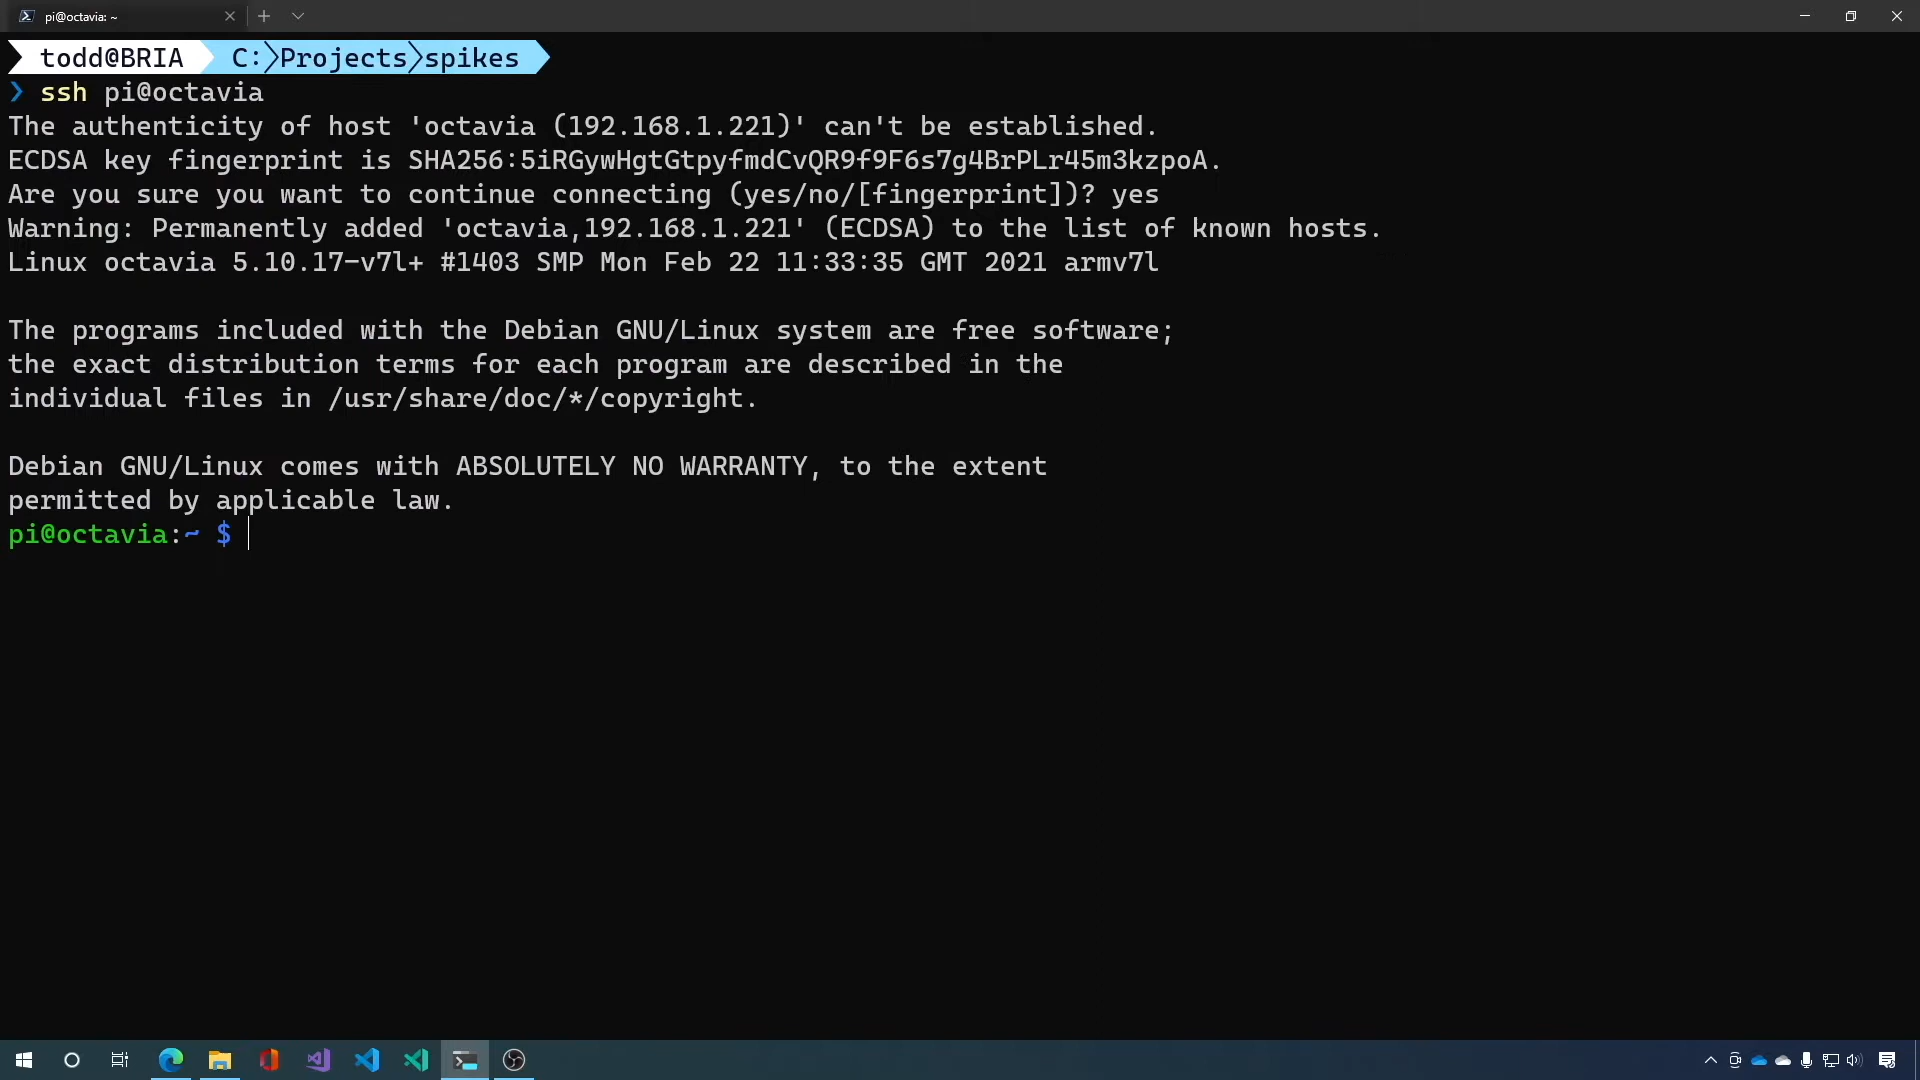 pi@octavia: ~
todd@BRIA C: Projects spikes
❯ ssh pi@octavia
The authenticity of host 'octavia (192.168.1.221)' can't be established.
ECDSA key fingerprint is SHA256:5iRGywHgtGtpyfmdCvQR9f9F6s7g4BrPLr45m3kzpoA.
Are you sure you want to continue connecting (yes/no/[fingerprint])? yes
Warning: Permanently added 'octavia,192.168.1.221' (ECDSA) to the list of known hosts.
Linux octavia 5.10.17-v7l+ #1403 SMP Mon Feb 22 11:33:35 GMT 2021 armv7l
The programs included with the Debian GNU/Linux system are free software;
the exact distribution terms for each program are described in the
individual files in /usr/share/doc/*/copyright.
Debian GNU/Linux comes with ABSOLUTELY NO WARRANTY, to the extent
permitted by applicable law.
pi@octavia:~ $